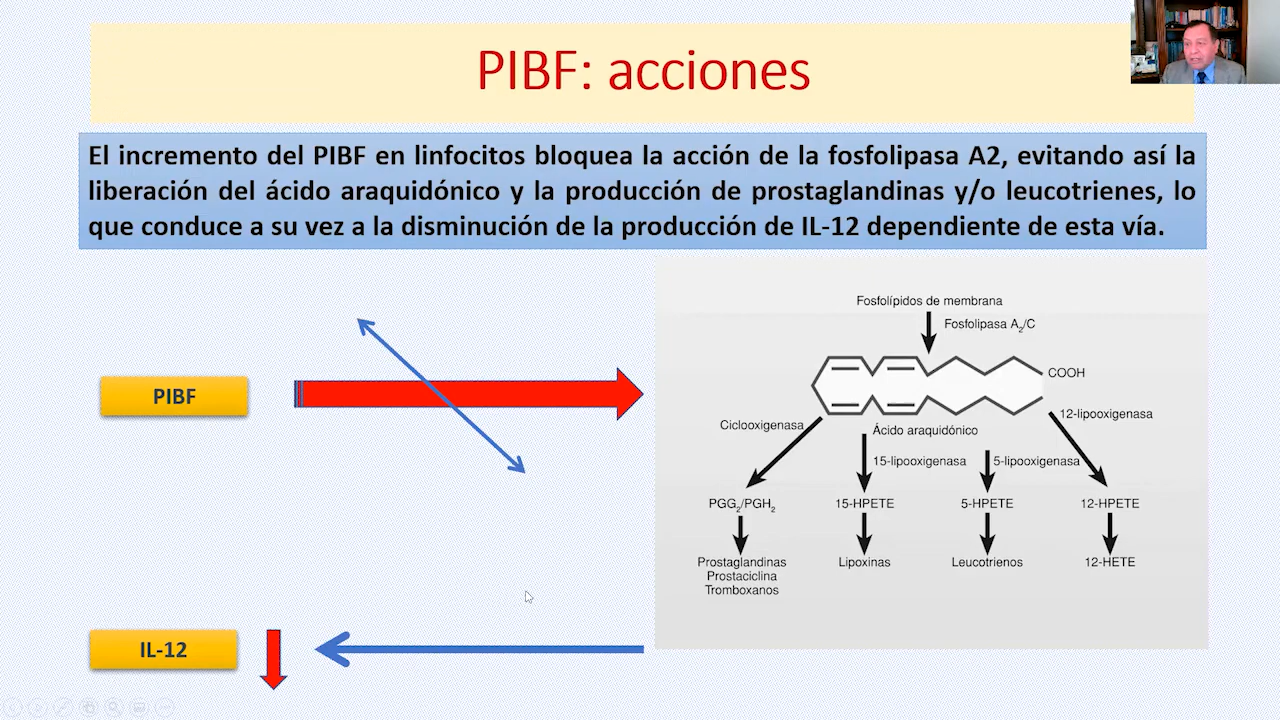 PIBF: acciones
El incremento del PIBF en linfocitos bloquea la acción de la fosfolipasa A2, evitando así la
liberación del ácido araquidónico y la producción de prostaglandinas y/o leucotrienes, lo
que conduce a su vez a la disminución de la producción de IL-12 dependiente de esta vía.
Fosfolípidos de membrana
Fosfolipasa A2/C
COOH
PIBF
12-lipooxigenasa
Ciclooxigenasa
Ácido araquidónico
15-lipooxigenasa
5-lipooxigenasa
PGG2/PGH2
15-HPETE
5-HPETE
12-HPETE
Prostaglandinas
Prostaciclina
Tromboxanos
Lipoxinas
Leucotrienos
12-HETE
IL-12